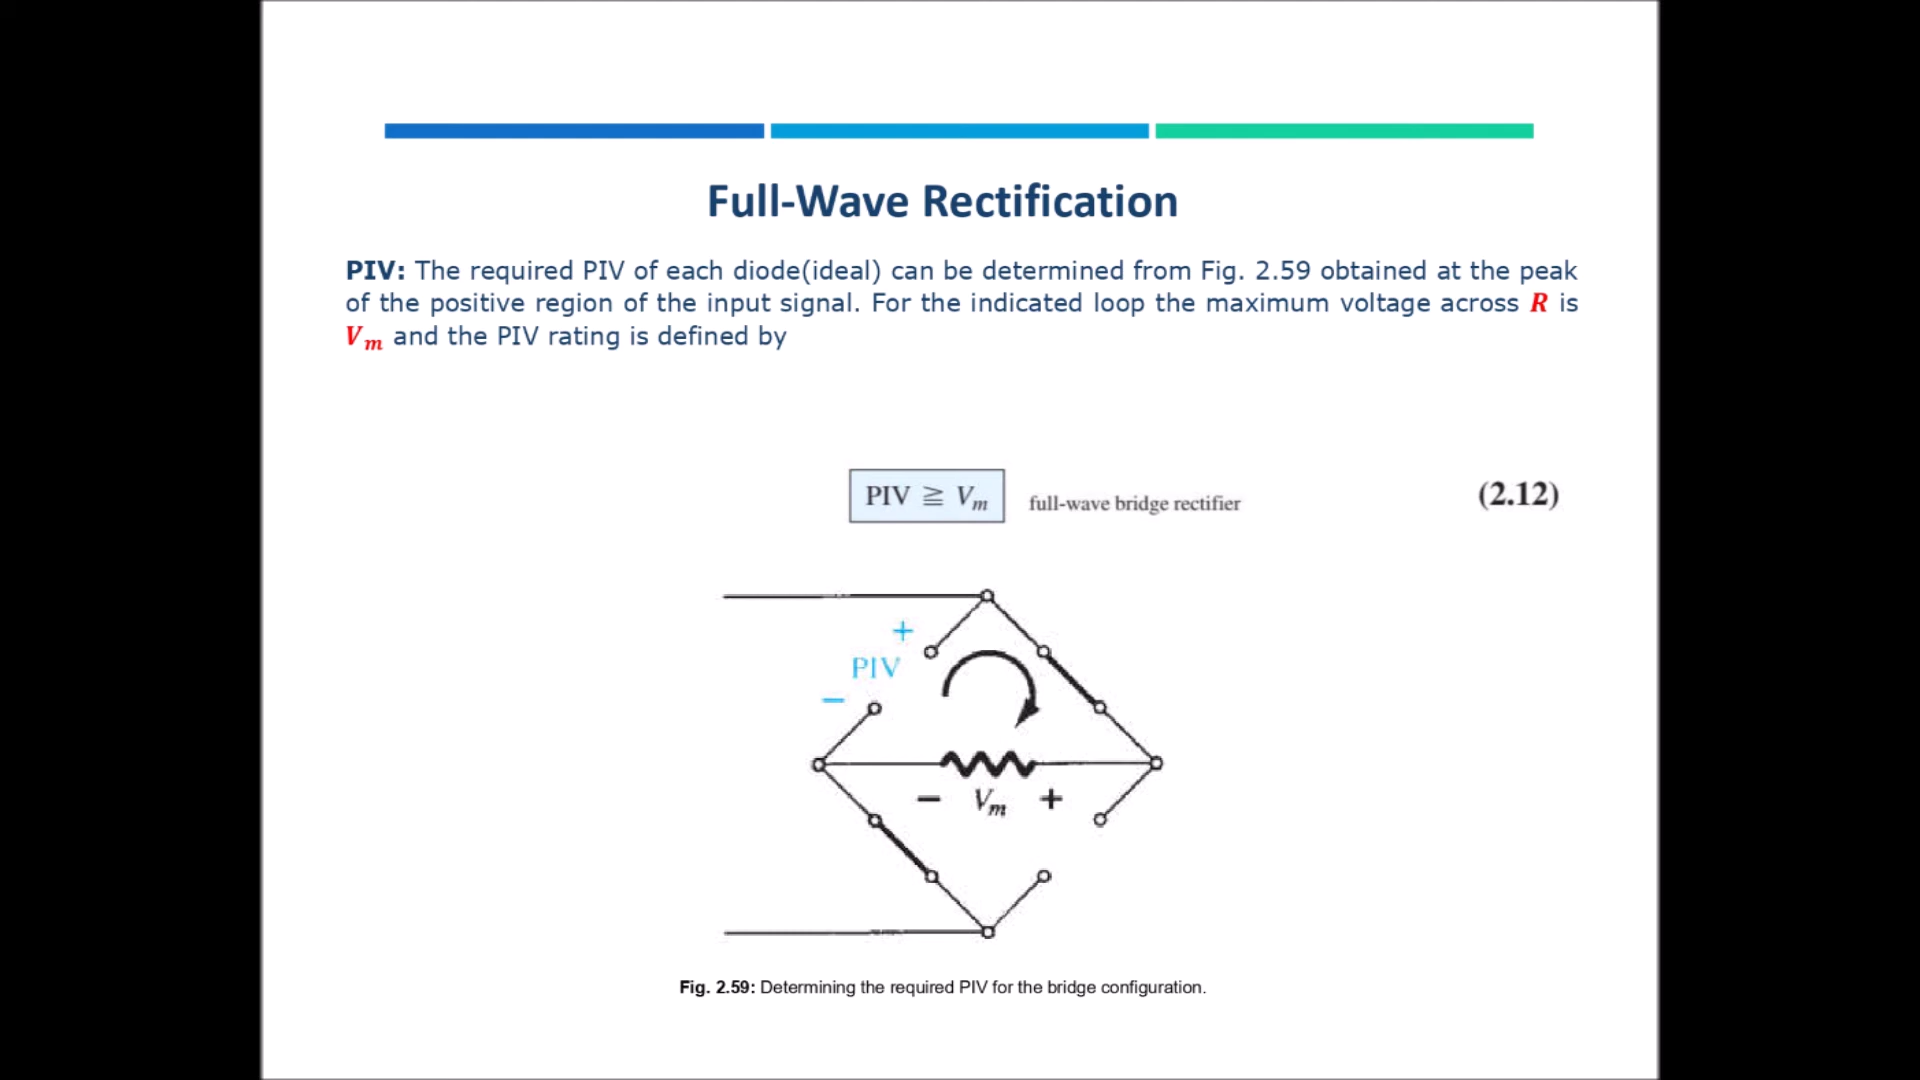 Full-Wave Rectification
PIV: The required PIV of each diode(ideal) can be determined from Fig. 2.59 obtained at the peak
of the positive region of the input signal. For the indicated loop the maximum voltage across R is
Vm and the PIV rating is defined by
PIV ≧ Vm full-wave bridge rectifier (2.12)
+
PIV
−
− Vm +
Fig. 2.59: Determining the required PIV for the bridge configuration.